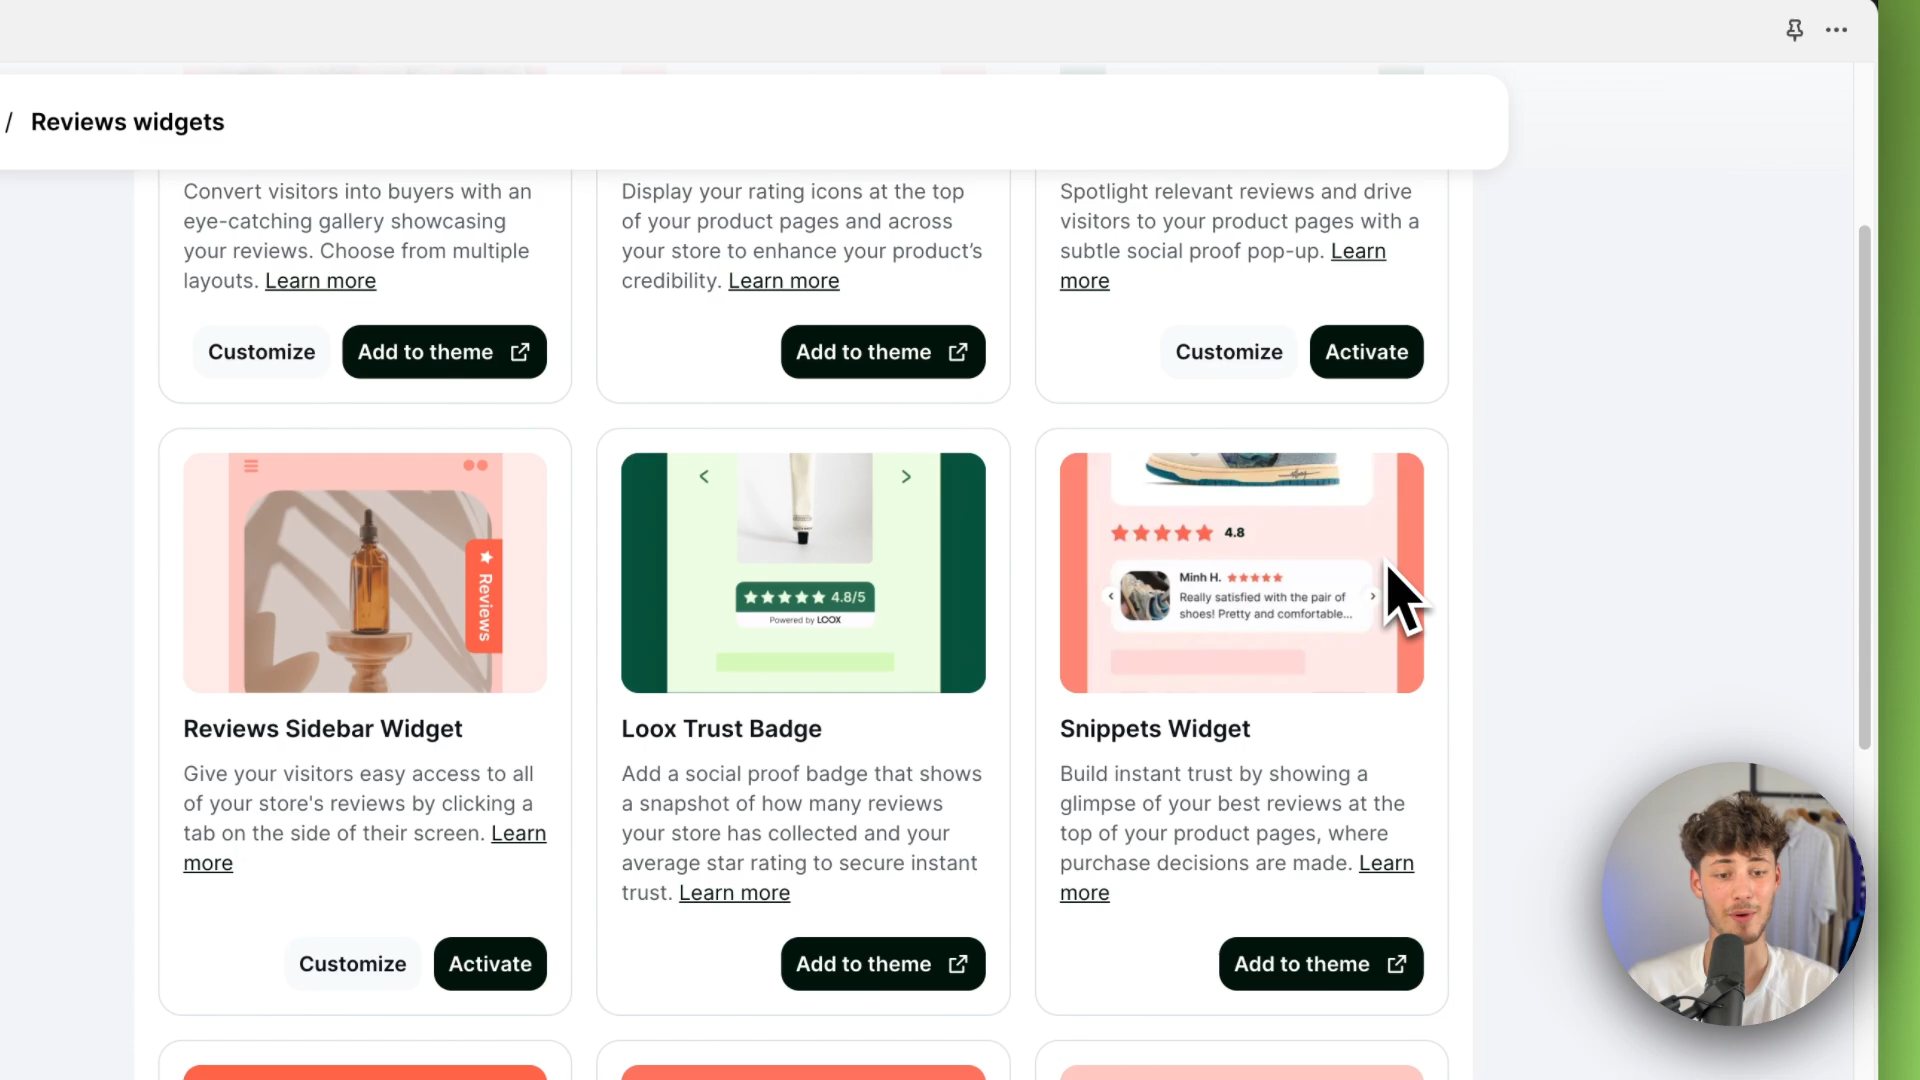 / Reviews widgets
Convert visitors into buyers with an
eye-catching gallery showcasing
your reviews. Choose from multiple
layouts. Learn more
Customize
Add to theme
Display your rating icons at the top
of your product pages and across
your store to enhance your product's
credibility. Learn more
Add to theme
Spotlight relevant reviews and drive
visitors to your product pages with a
subtle social proof pop-up. Learn
more
Customize
Activate
Reviews
Reviews Sidebar Widget
Give your visitors easy access to all
of your store's reviews by clicking a
tab on the side of their screen. Learn
more
Customize
Activate
4.8/5
Powered by LOOX
Loox Trust Badge
Add a social proof badge that shows
a snapshot of how many reviews
your store has collected and your
average star rating to secure instant
trust. Learn more
Add to theme
4.8
Minh H.
Really satisfied with the pair of
shoes! Pretty and comfortable...
Snippets Widget
Build instant trust by showing a
glimpse of your best reviews at the
top of your product pages, where
purchase decisions are made. Learn
more
Add to theme